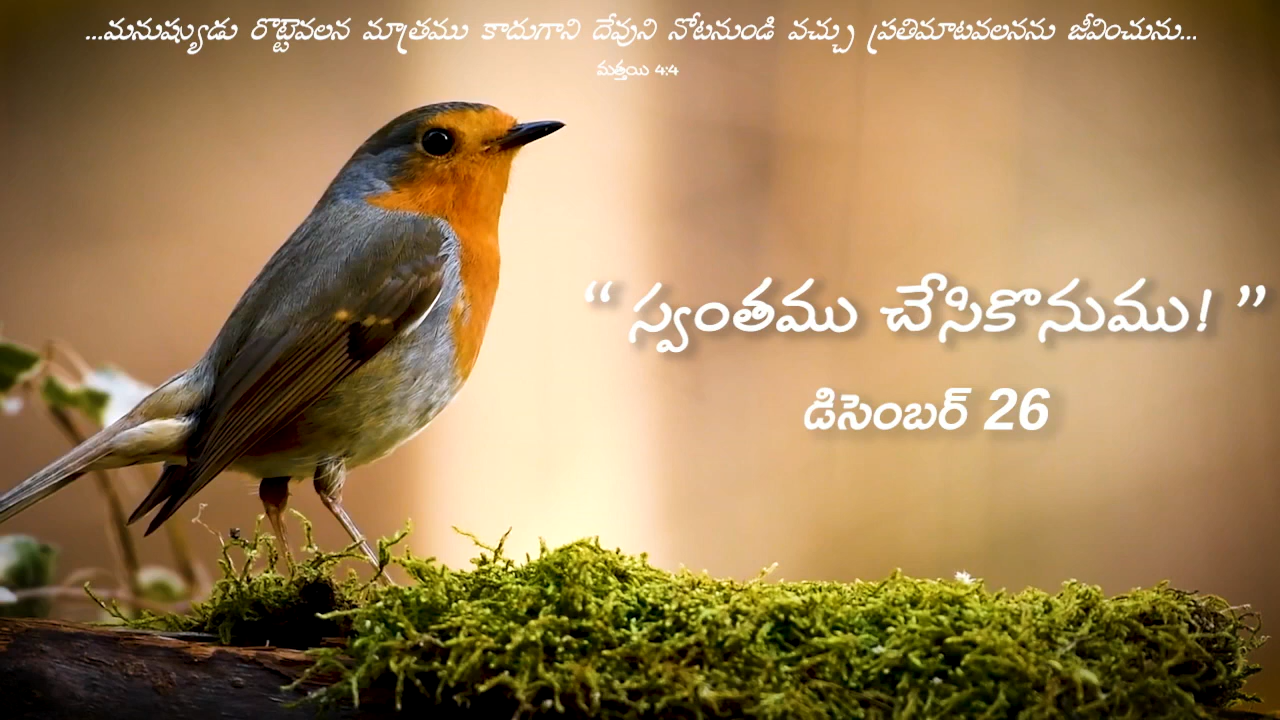 ...మనుష్యుడు రొట్టెవలన మాత్రము కాదుగాని దేవుని నోటనుండి వచ్చు ప్రతిమాటవలనను జీవించును...
మత్తయి 4:4
“ స్వంతము చేసికొనుము! ”
డిసెంబర్ 26